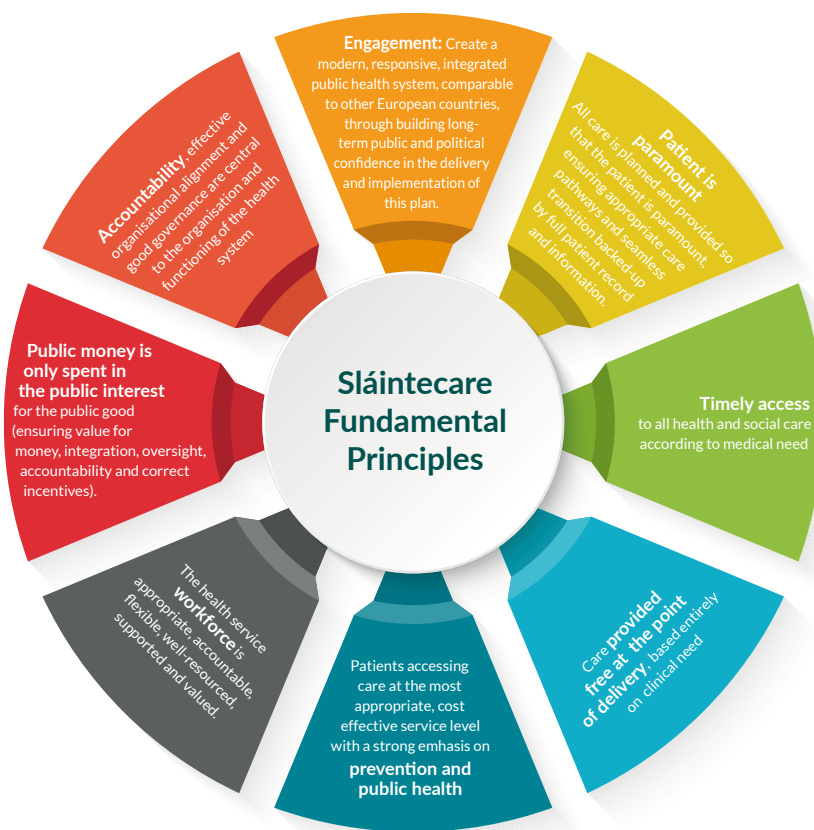 Sláintecare
Fundamental
Principles
Engagement: Create a
modern, responsive, integrated
public health system, comparable
to other European countries,
through building long-
term public and political
confidence in the delivery
and implementation of
this plan.
Patient is
paramount
All care is planned and provided so
that the patient is paramount,
ensuring appropriate care
pathways and seamless
transition backed-up
by full patient record
and information.
Timely access
to all health and social care
according to medical need
Care provided
free at the point
of delivery, based entirely
on clinical need
Patients accessing
care at the most
appropriate, cost
effective service level
with a strong emhasis on
prevention and
public health
The health service
workforce is
appropriate, accountable,
flexible, well-resourced,
supported and valued.
Public money is
only spent in
the public interest
for the public good
(ensuring value for
money, integration, oversight,
accountability and correct
incentives).
Accountability, effective
organisational alignment and
good governance are central
to the organisation and
functioning of the health
system